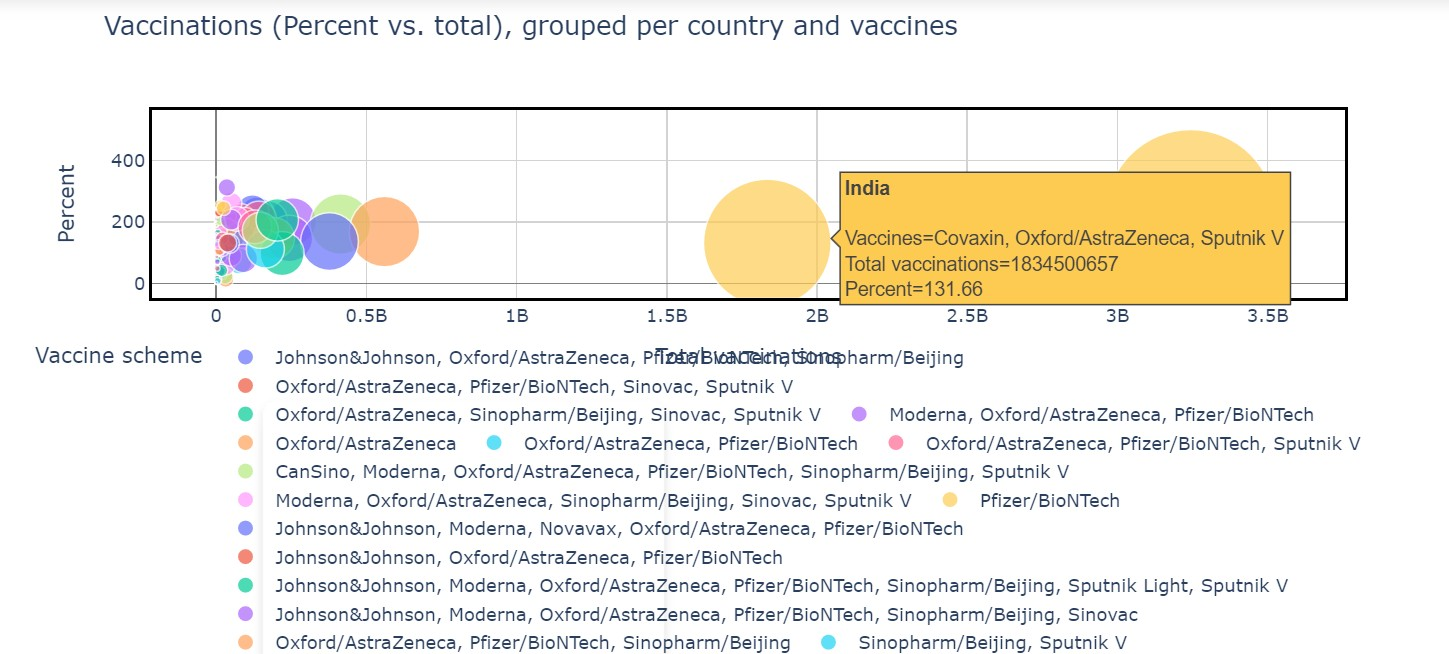 Vaccinations (Percent vs. total), grouped per country and vaccines
Percent
400
200
0
India
Vaccines=Covaxin, Oxford/AstraZeneca, Sputnik V
Total vaccinations=1834500657
Percent=131.66
0 0.5B 1B 1.5B 2B 2.5B 3B 3.5B
Total vaccinations
Vaccine scheme
Johnson&Johnson, Oxford/AstraZeneca, Pfizer/BioNTech, Sinopharm/Beijing
Oxford/AstraZeneca, Pfizer/BioNTech, Sinovac, Sputnik V
Oxford/AstraZeneca, Sinopharm/Beijing, Sinovac, Sputnik V Moderna, Oxford/AstraZeneca, Pfizer/BioNTech
Oxford/AstraZeneca Oxford/AstraZeneca, Pfizer/BioNTech Oxford/AstraZeneca, Pfizer/BioNTech, Sputnik V
CanSino, Moderna, Oxford/AstraZeneca, Pfizer/BioNTech, Sinopharm/Beijing, Sputnik V
Moderna, Oxford/AstraZeneca, Sinopharm/Beijing, Sinovac, Sputnik V Pfizer/BioNTech
Johnson&Johnson, Moderna, Novavax, Oxford/AstraZeneca, Pfizer/BioNTech
Johnson&Johnson, Oxford/AstraZeneca, Pfizer/BioNTech
Johnson&Johnson, Moderna, Oxford/AstraZeneca, Pfizer/BioNTech, Sinopharm/Beijing, Sputnik Light, Sputnik V
Johnson&Johnson, Moderna, Oxford/AstraZeneca, Pfizer/BioNTech, Sinopharm/Beijing, Sinovac
Oxford/AstraZeneca, Pfizer/BioNTech, Sinopharm/Beijing Sinopharm/Beijing, Sputnik V